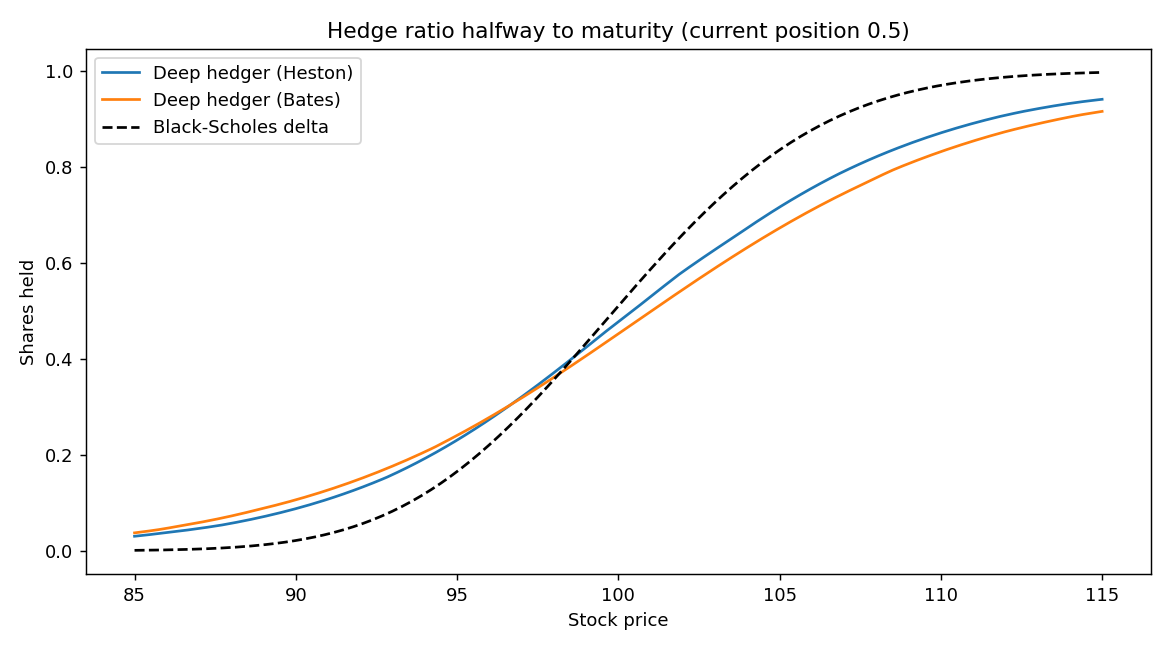 Hedge ratio halfway to maturity (current position 0.5)
Deep hedger (Heston)
Deep hedger (Bates)
Black-Scholes delta
Shares held
1.0
0.8
0.6
0.4
0.2
0.0
85 90 95 100 105 110 115
Stock price